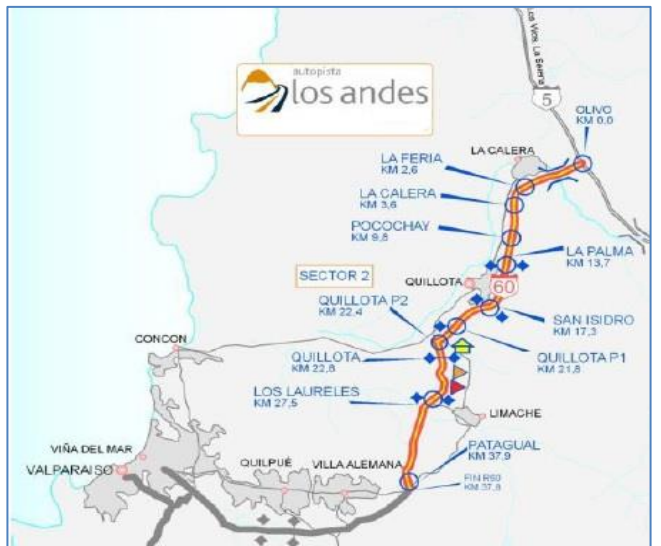 autopista
los andes
Los Vilos, La Serena
5
OLIVO
KM 0,0
LA CALERA
LA FERIA
KM 2,6
LA CALERA
KM 3,6
POCOCHAY
KM 9,8
LA PALMA
KM 13,7
SECTOR 2
QUILLOTA
60
QUILLOTA P2
KM 22,4
SAN ISIDRO
KM 17,3
CONCON
QUILLOTA
KM 22,8
QUILLOTA P1
KM 21,8
LOS LAURELES
KM 27,5
LIMACHE
VIÑA DEL MAR
VALPARAISO
QUILPUÉ
VILLA ALEMANA
PATAGUAL
KM 37,9
FIN R60
KM 37,8